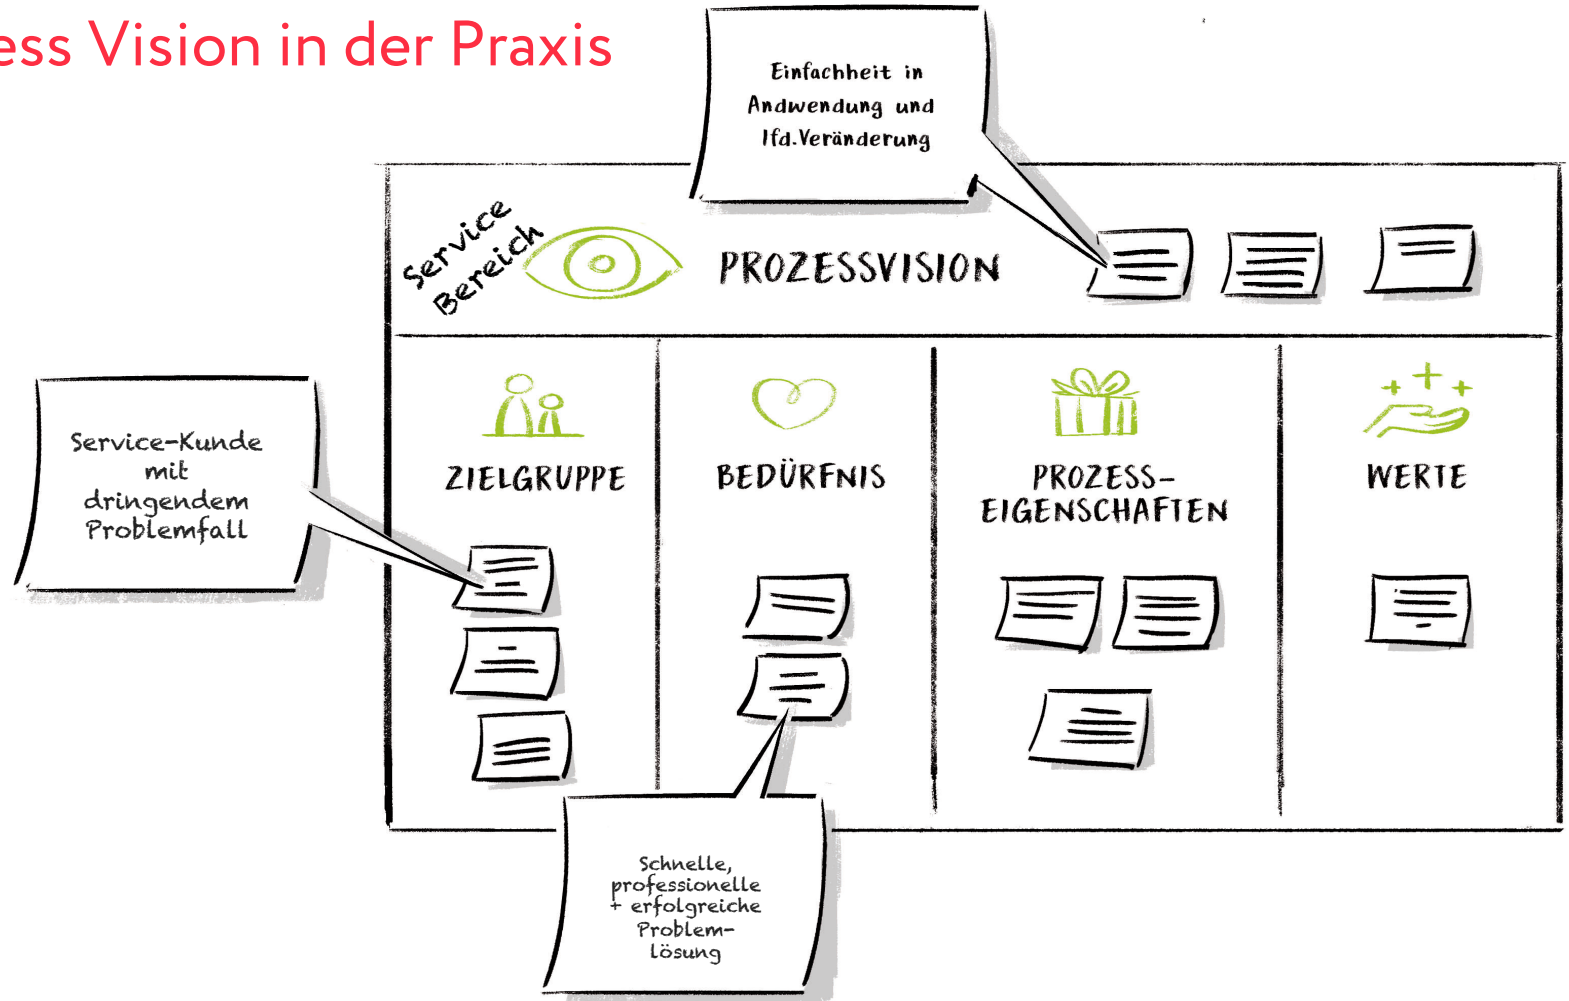 ess Vision in der Praxis
Einfachheit in
Andwendung und
lfd.Veränderung
Service
Bereich
PROZESSVISION
Service-Kunde
mit
dringendem
Problemfall
ZIELGRUPPE
BEDÜRFNIS
PROZESS-
EIGENSCHAFTEN
WERTE
Schnelle,
professionelle
+ erfolgreiche
Problem-
lösung